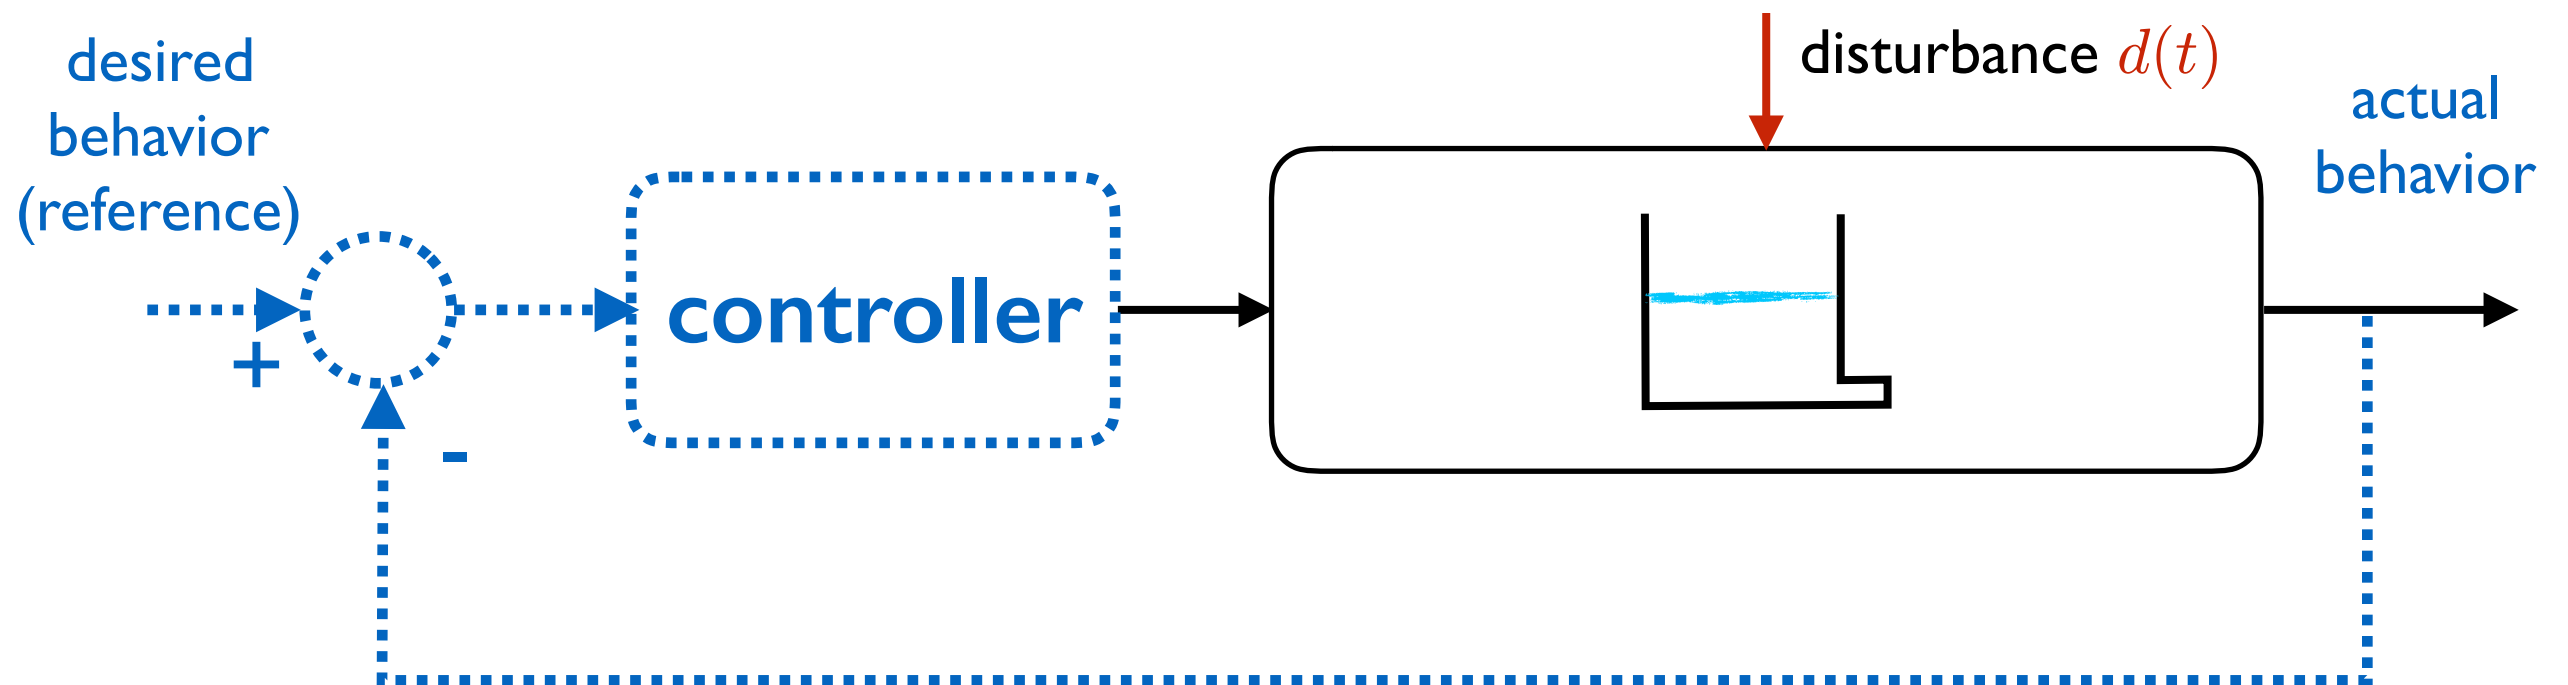 desired
behavior
(reference)
+
-
controller
disturbance d(t)
actual
behavior